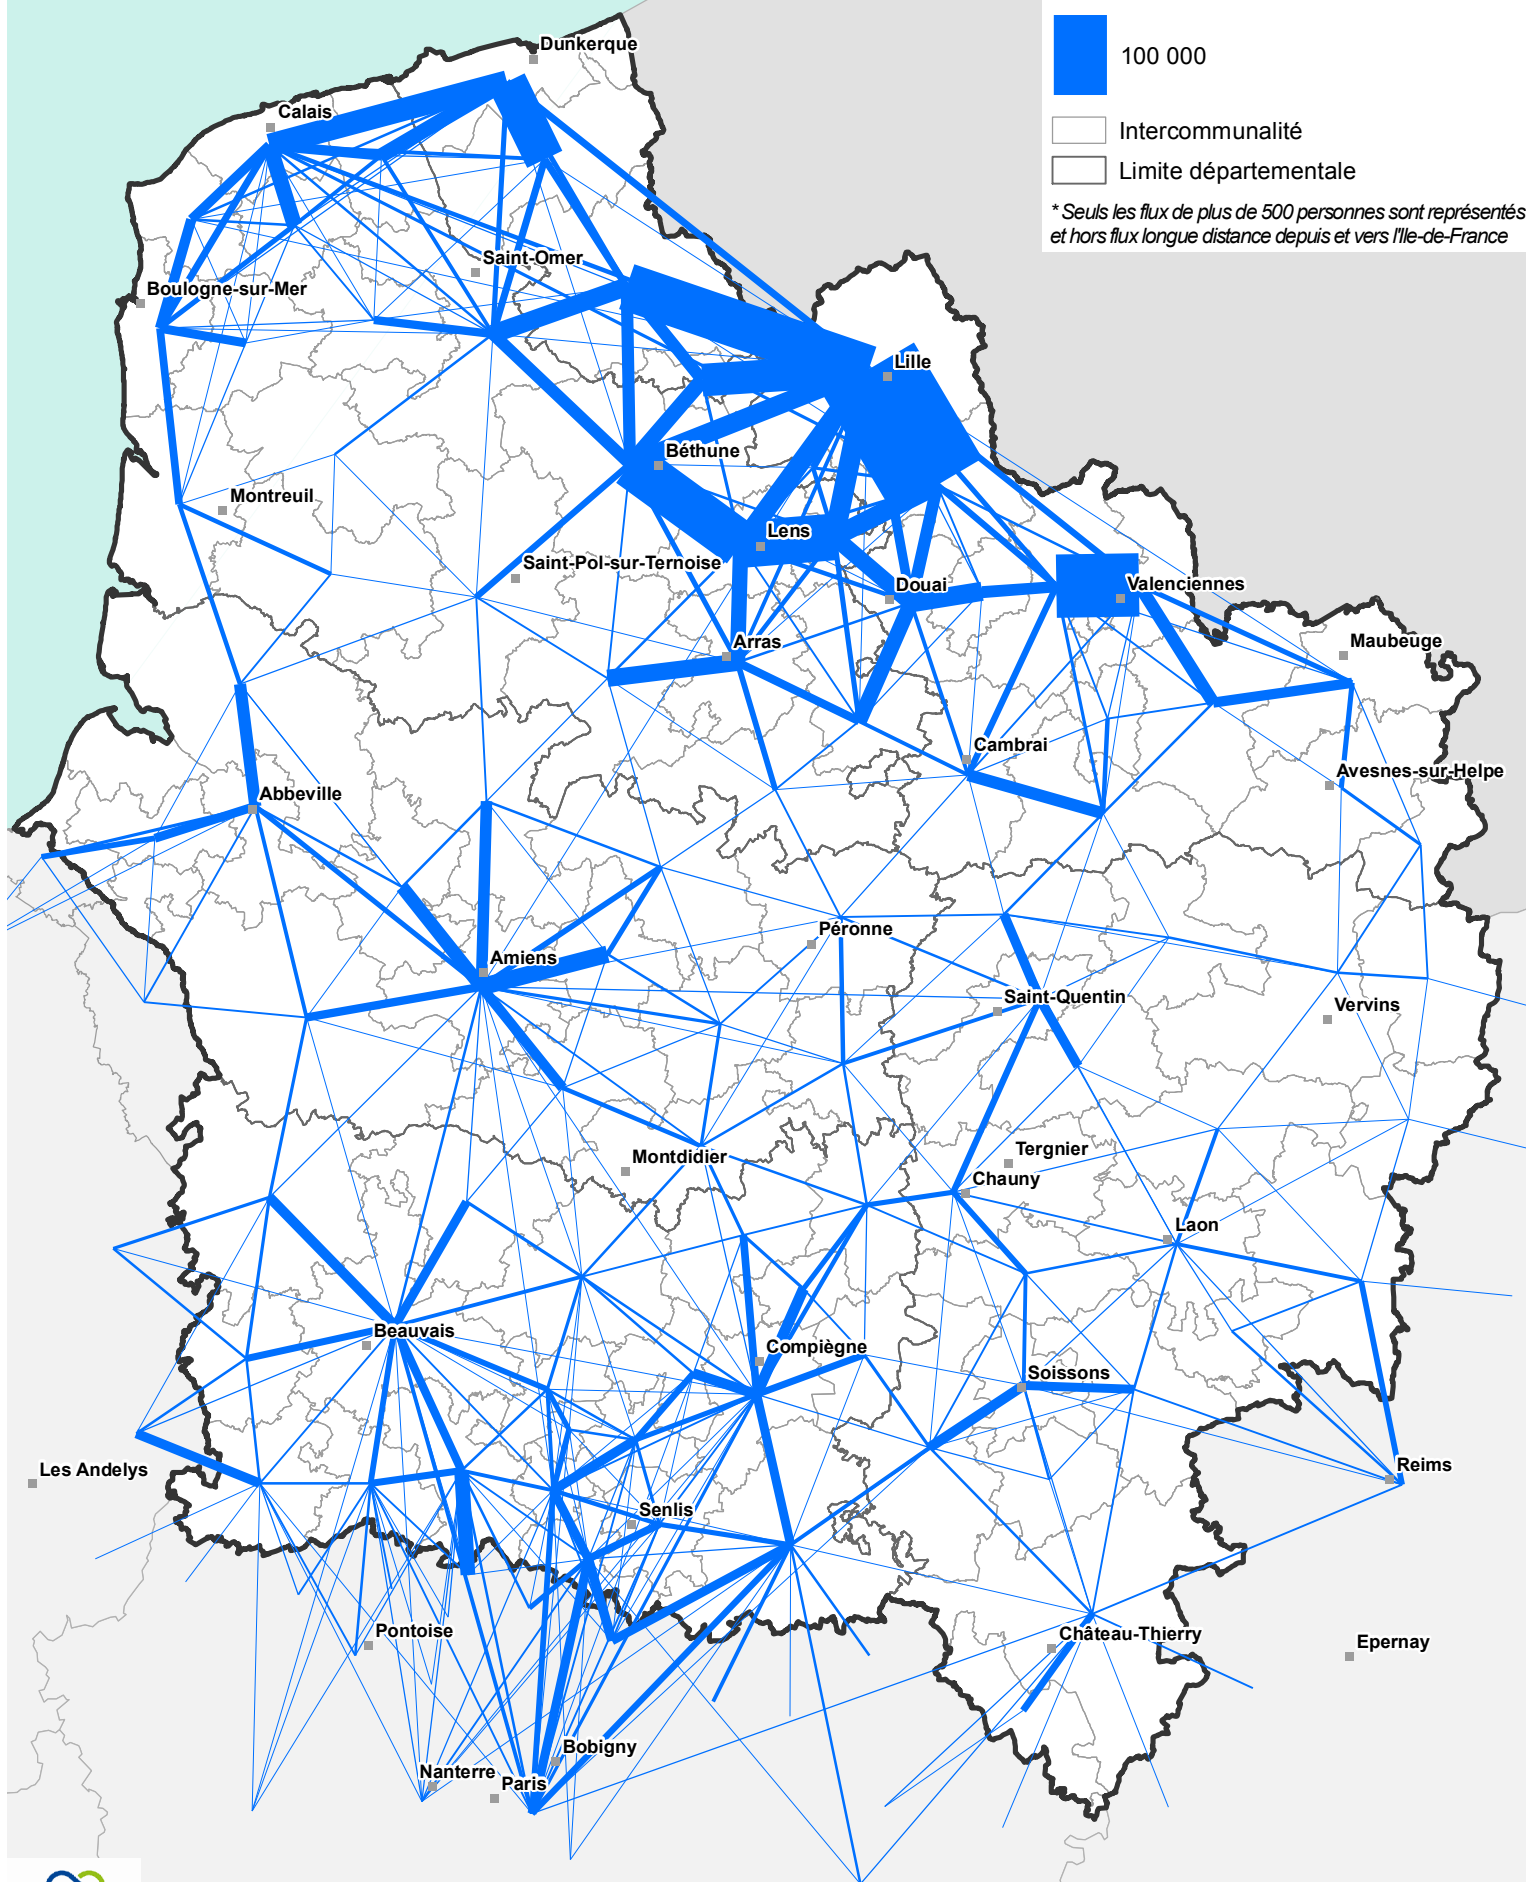 100 000
Intercommunalité
Limite départementale
* Seuls les flux de plus de 500 personnes sont représentés
et hors flux longue distance depuis et vers l'Ile-de-France
Dunkerque
Calais
Saint-Omer
Boulogne-sur-Mer
Lille
Béthune
Montreuil
Lens
Saint-Pol-sur-Ternoise
Douai
Valenciennes
Arras
Maubeuge
Cambrai
Avesnes-sur-Helpe
Abbeville
Péronne
Amiens
Saint-Quentin
Vervins
Montdidier
Tergnier
Chauny
Laon
Beauvais
Compiègne
Soissons
Les Andelys
Reims
Senlis
Pontoise
Château-Thierry
Epernay
Bobigny
Nanterre
Paris